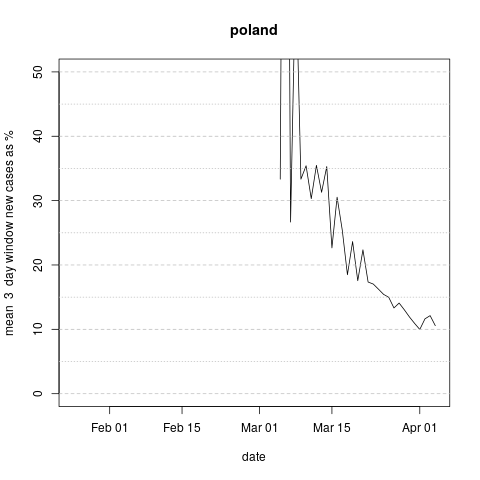 poland
mean  3  day window new cases as %
50
40
30
20
10
0
Feb 01
Feb 15
Mar 01
Mar 15
Apr 01
date